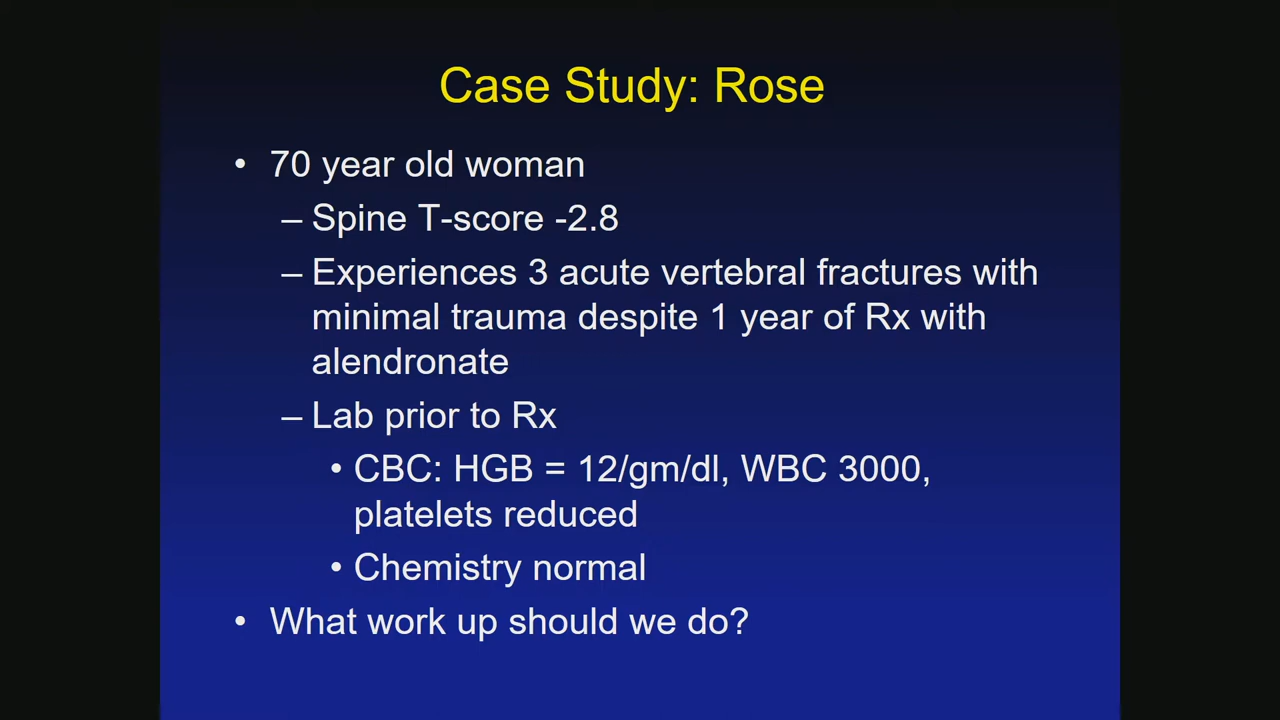 Case Study: Rose
• 70 year old woman
– Spine T-score -2.8
– Experiences 3 acute vertebral fractures with
minimal trauma despite 1 year of Rx with
alendronate
– Lab prior to Rx
• CBC: HGB = 12/gm/dl, WBC 3000,
platelets reduced
• Chemistry normal
• What work up should we do?